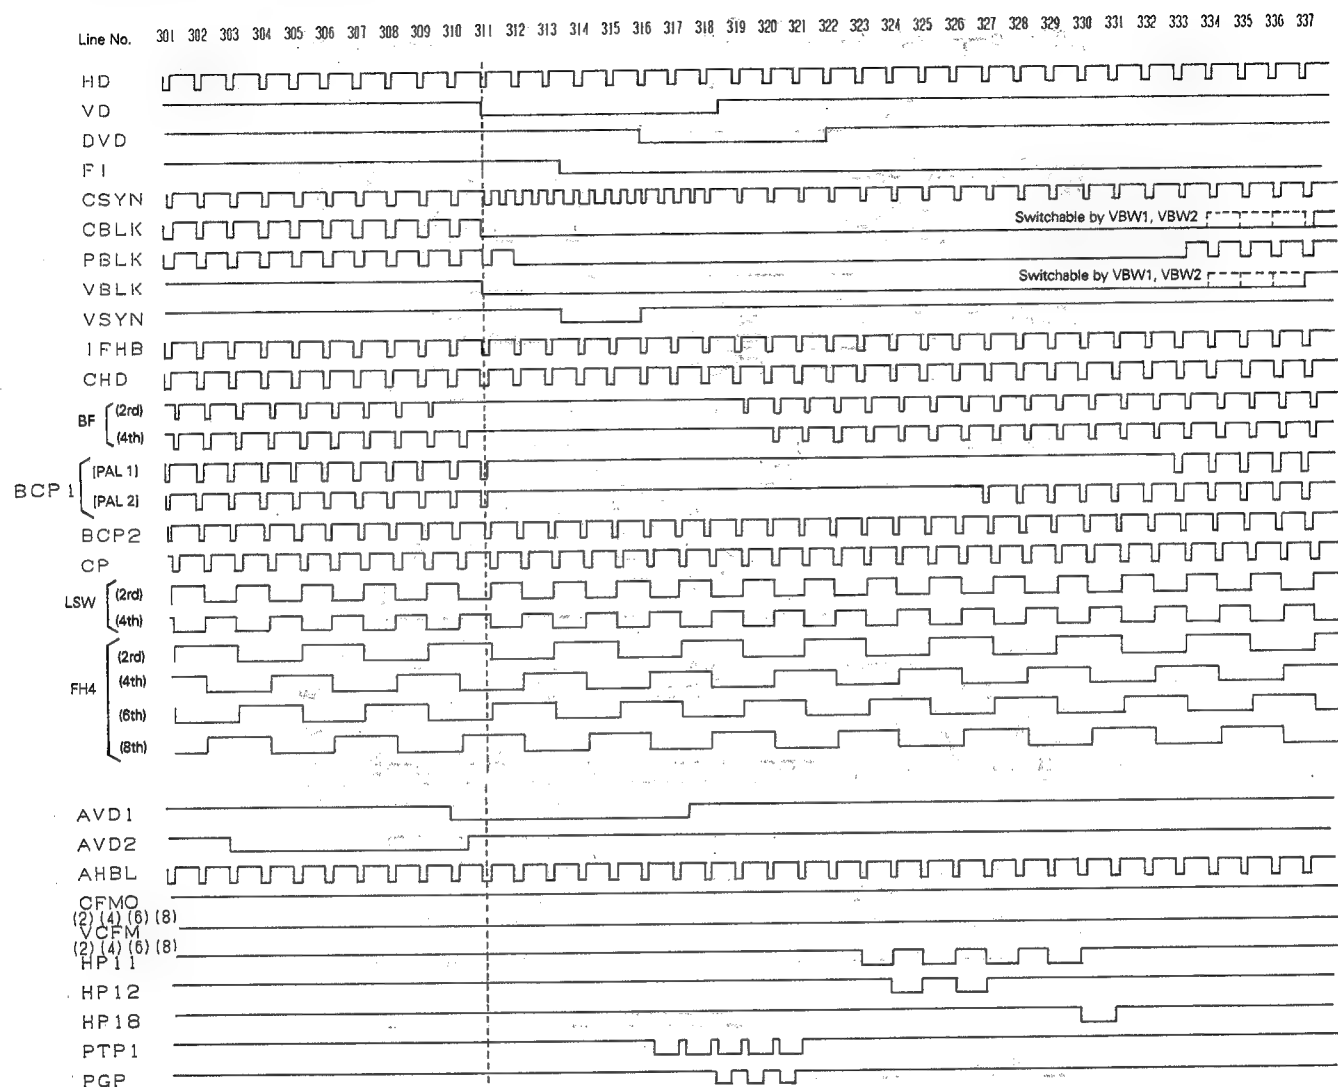 Line No. 301 302 303 304 305 306 307 308 309 310 311 312 313 314 315 316 317 318 319 320 321 322 323 324 325 326 327 328 329 330 331 332 333 334 335 336 337
HD
VD
DVD
FI
CSYN
CBLK Switchable by VBW1, VBW2
PBLK
VBLK Switchable by VBW1, VBW2
VSYN
IFHB
CHD
BF (2rd)
(4th)
BCP1 [PAL 1]
[PAL 2]
BCP2
CP
LSW (2rd)
(4th)
FH4 (2rd)
(4th)
(6th)
(8th)
AVD1
AVD2
AHBL
CFMO
(2) (4) (6) (8)
VCFM
(2) (4) (6) (8)
HP11
HP12
HP18
PTP1
PGP